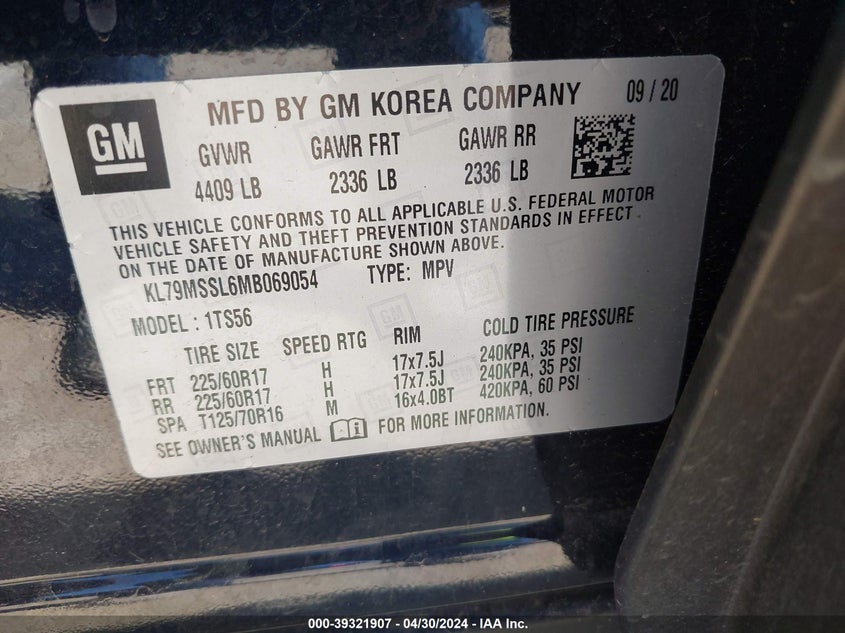 GM
MFD BY GM KOREA COMPANY 09 / 20
GVWR GAWR FRT GAWR RR
4409 LB 2336 LB 2336 LB
THIS VEHICLE CONFORMS TO ALL APPLICABLE U.S. FEDERAL MOTOR
VEHICLE SAFETY AND THEFT PREVENTION STANDARDS IN EFFECT
ON THE DATE OF MANUFACTURE SHOWN ABOVE.
KL79MSSL6MB069054 TYPE: MPV
MODEL : 1TS56
TIRE SIZE SPEED RTG RIM COLD TIRE PRESSURE
FRT 225/60R17 H 17x7.5J 240KPA, 35 PSI
RR 225/60R17 H 17x7.5J 240KPA, 35 PSI
SPA T125/70R16 M 16x4.0BT 420KPA, 60 PSI
SEE OWNER'S MANUAL FOR MORE INFORMATION.
000-39321907 - 04/30/2024 - IAA Inc.